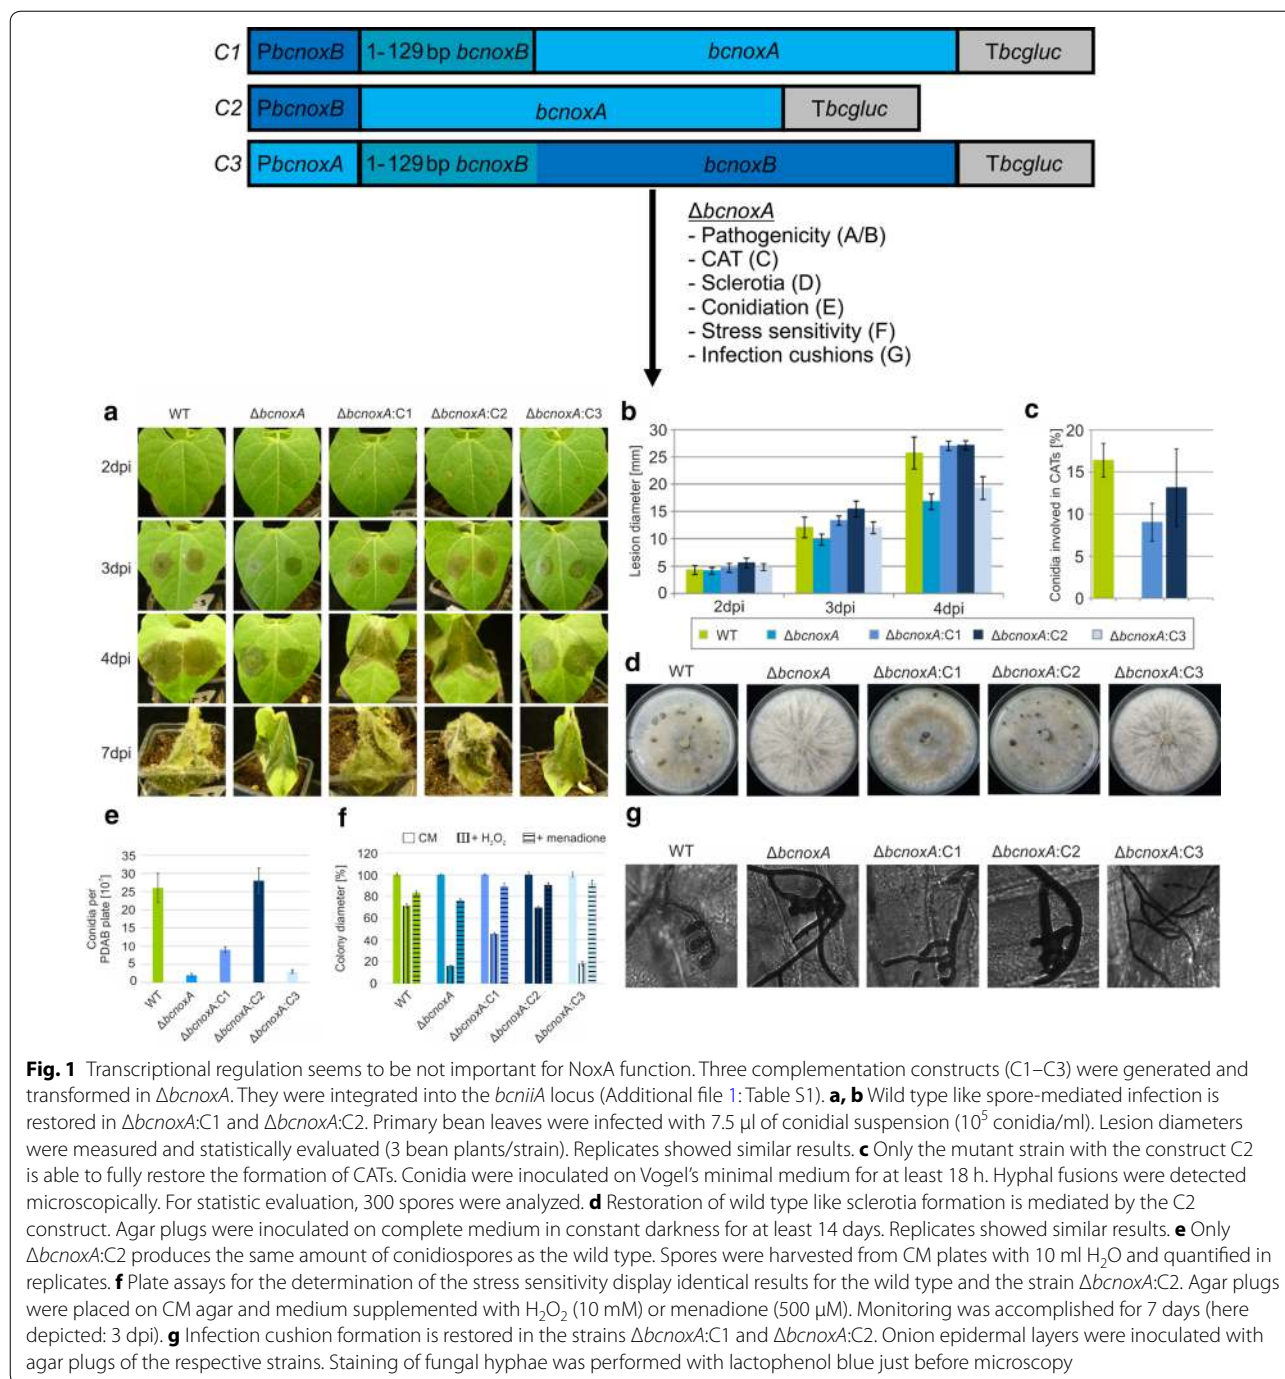 C1 PbcnoxB 1-129 bp bcnoxB bcnoxA Tbcgluc
C2 PbcnoxB bcnoxA Tbcgluc
C3 PbcnoxA 1-129 bp bcnoxB bcnoxB Tbcgluc
ΔbcnoxA
- Pathogenicity (A/B)
- CAT (C)
- Sclerotia (D)
- Conidiation (E)
- Stress sensitivity (F)
- Infection cushions (G)
a
WT ΔbcnoxA ΔbcnoxA:C1 ΔbcnoxA:C2 ΔbcnoxA:C3
2dpi
3dpi
4dpi
7dpi
b
Lesion diameter [mm]
30
25
20
15
10
5
0
2dpi 3dpi 4dpi
c
Conidia involved in CATs [%]
20
15
10
5
0
WT ΔbcnoxA ΔbcnoxA:C1 ΔbcnoxA:C2 ΔbcnoxA:C3
d
WT ΔbcnoxA ΔbcnoxA:C1 ΔbcnoxA:C2 ΔbcnoxA:C3
e
Conidia per
PDAB plate [10⁷]
35
30
25
20
15
10
5
0
WT ΔbcnoxA ΔbcnoxA:C1 ΔbcnoxA:C2 ΔbcnoxA:C3
f
CM + H₂O₂ + menadione
Colony diameter [%]
120
100
80
60
40
20
0
WT ΔbcnoxA ΔbcnoxA:C1 ΔbcnoxA:C2 ΔbcnoxA:C3
g
WT ΔbcnoxA ΔbcnoxA:C1 ΔbcnoxA:C2 ΔbcnoxA:C3
Fig. 1 Transcriptional regulation seems to be not important for NoxA function. Three complementation constructs (C1–C3) were generated and
transformed in ΔbcnoxA. They were integrated into the bcniiA locus (Additional file 1: Table S1). a, b Wild type like spore-mediated infection is
restored in ΔbcnoxA:C1 and ΔbcnoxA:C2. Primary bean leaves were infected with 7.5 µl of conidial suspension (10⁵ conidia/ml). Lesion diameters
were measured and statistically evaluated (3 bean plants/strain). Replicates showed similar results. c Only the mutant strain with the construct C2
is able to fully restore the formation of CATs. Conidia were inoculated on Vogel's minimal medium for at least 18 h. Hyphal fusions were detected
microscopically. For statistic evaluation, 300 spores were analyzed. d Restoration of wild type like sclerotia formation is mediated by the C2
construct. Agar plugs were inoculated on complete medium in constant darkness for at least 14 days. Replicates showed similar results. e Only
ΔbcnoxA:C2 produces the same amount of conidiospores as the wild type. Spores were harvested from CM plates with 10 ml H₂O and quantified in
replicates. f Plate assays for the determination of the stress sensitivity display identical results for the wild type and the strain ΔbcnoxA:C2. Agar plugs
were placed on CM agar and medium supplemented with H₂O₂ (10 mM) or menadione (500 µM). Monitoring was accomplished for 7 days (here
depicted: 3 dpi). g Infection cushion formation is restored in the strains ΔbcnoxA:C1 and ΔbcnoxA:C2. Onion epidermal layers were inoculated with
agar plugs of the respective strains. Staining of fungal hyphae was performed with lactophenol blue just before microscopy